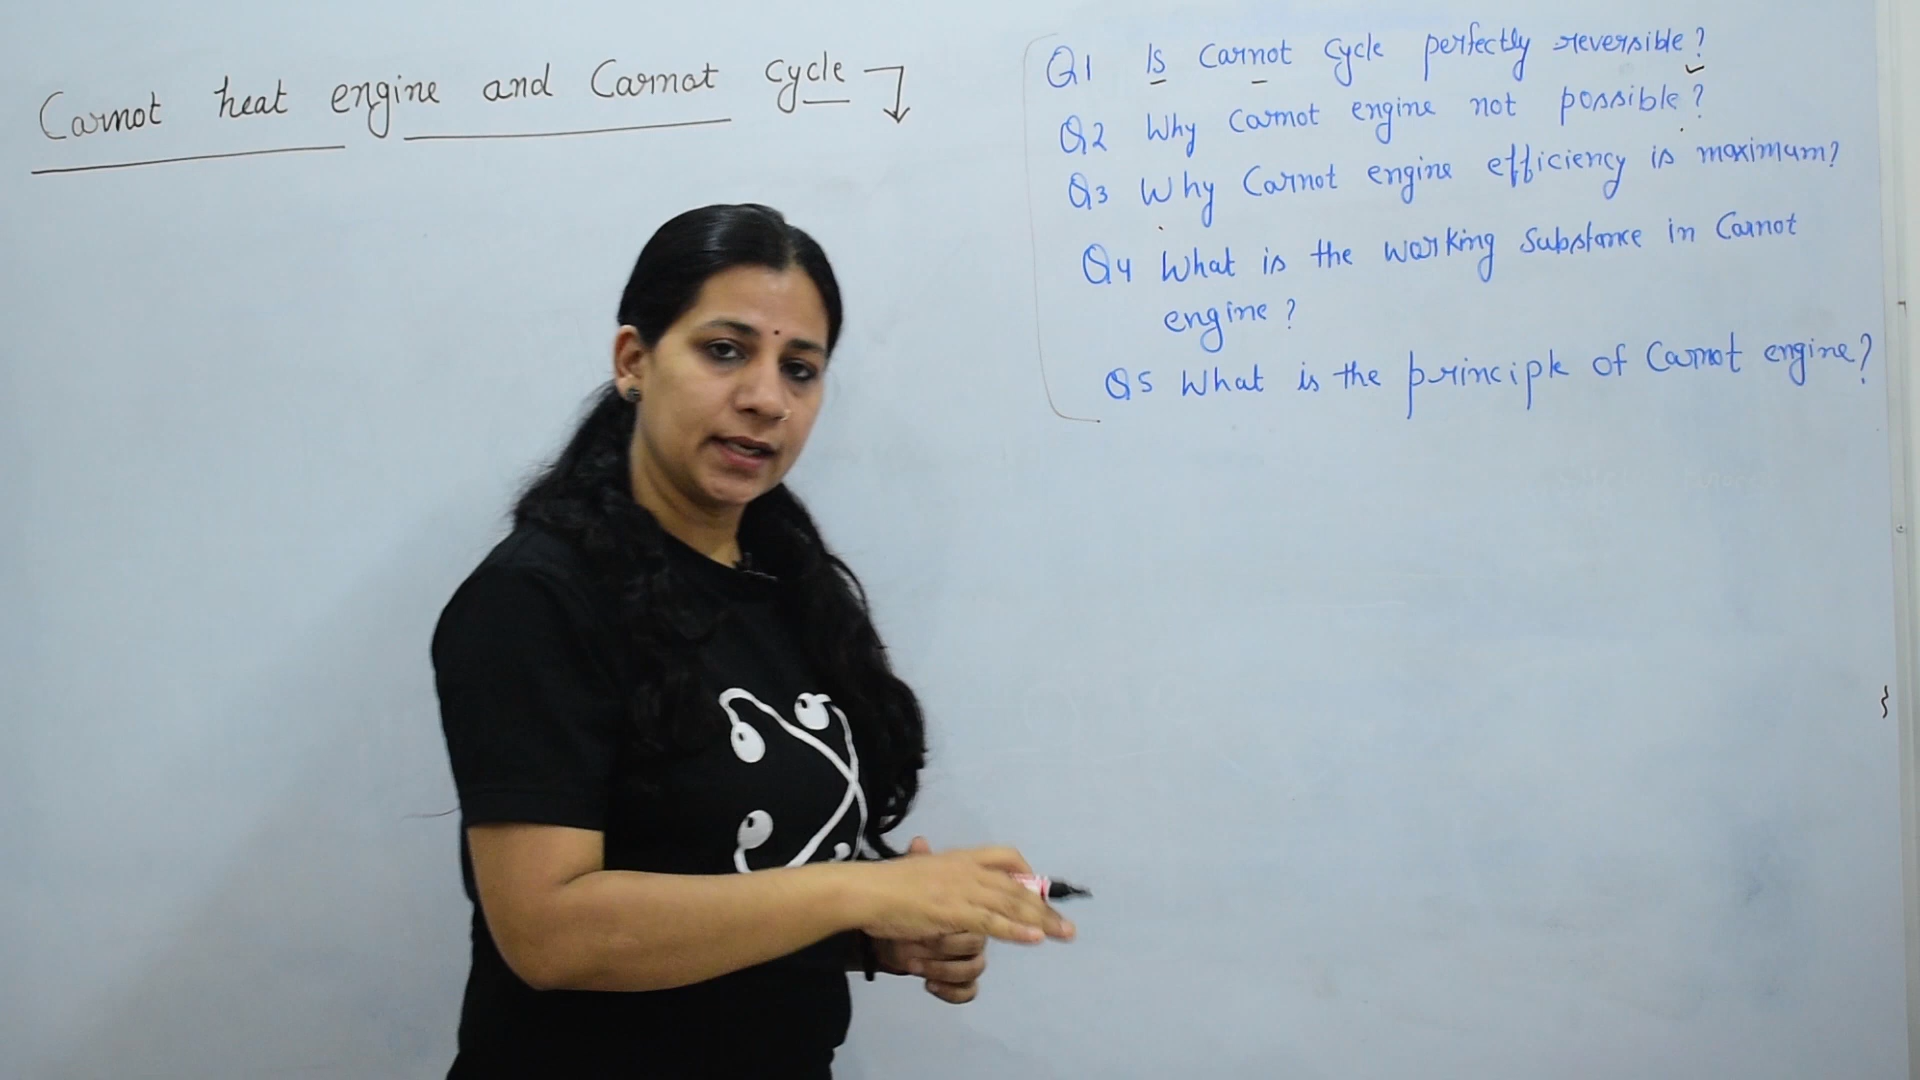 Carnot heat engine and Carnot cycle
Q1 Is Carnot cycle perfectly reversible?
Q2 Why Carnot engine not possible?
Q3 Why Carnot engine efficiency is maximum?
Q4 What is the working substance in Carnot
engine?
Q5 What is the principle of Carnot engine?